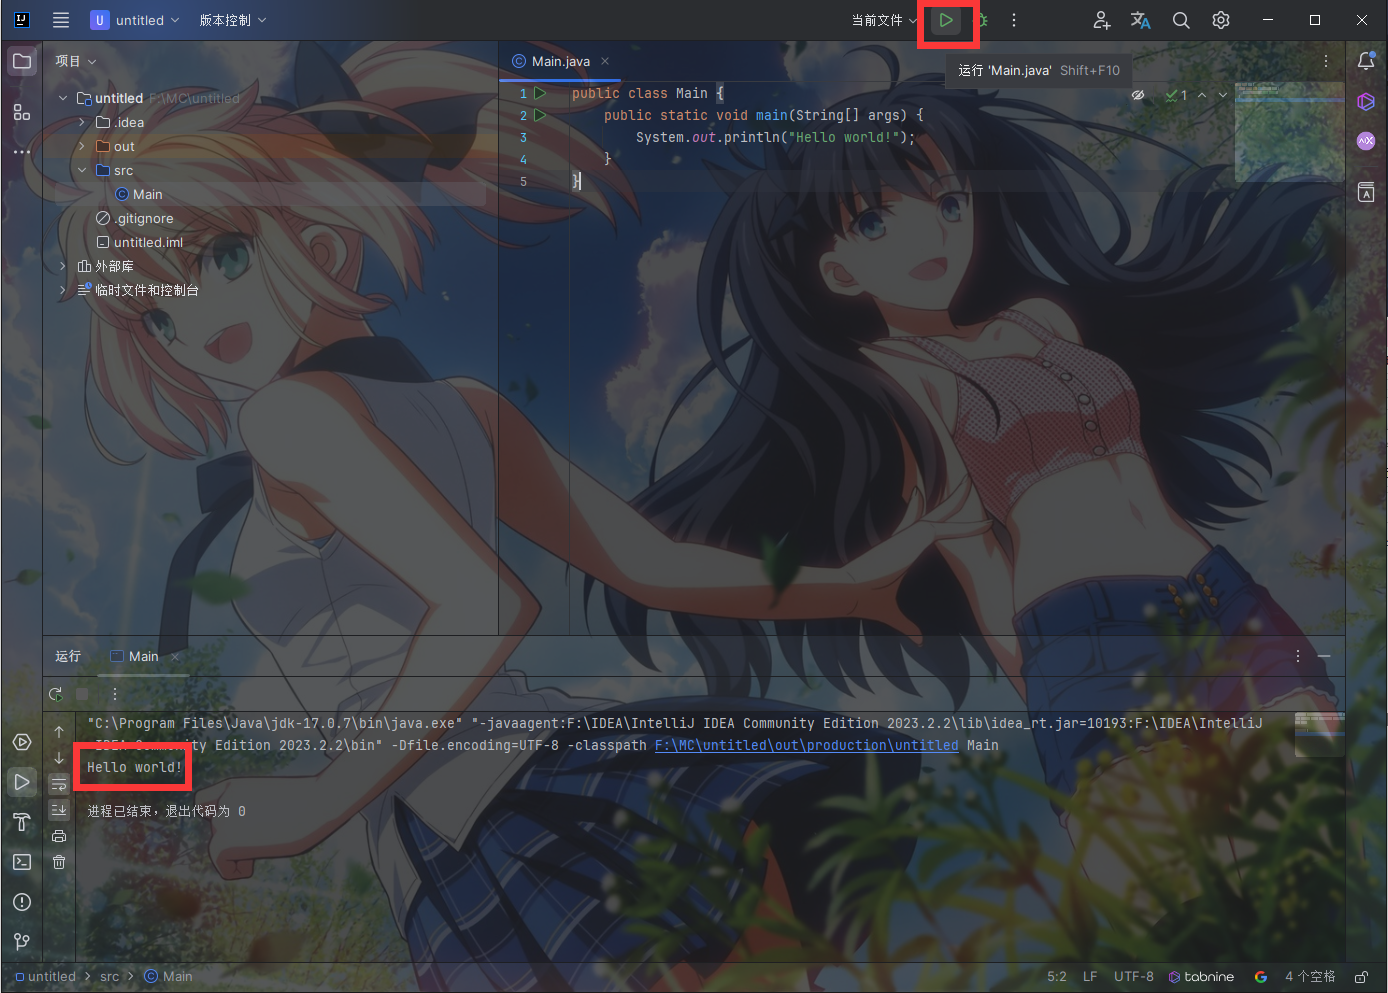 U untitled 版本控制 当前文件
项目
Main.java
运行 'Main.java' Shift+F10
untitled F:\MC\untitled
.idea
out
src
Main
.gitignore
untitled.iml
外部库
临时文件和控制台
1 public class Main {
2 public static void main(String[] args) {
3 System.out.println("Hello world!");
4 }
5 }
1
运行 Main
"C:\Program Files\Java\jdk-17.0.7\bin\java.exe" "-javaagent:F:\IDEA\IntelliJ IDEA Community Edition 2023.2.2\lib\idea_rt.jar=10193:F:\IDEA\IntelliJ
IDEA Community Edition 2023.2.2\bin" -Dfile.encoding=UTF-8 -classpath F:\MC\untitled\out\production\untitled Main
Hello world!
进程已结束，退出代码为 0
untitled > src > Main 5:2 LF UTF-8 tabnine 4 个空格